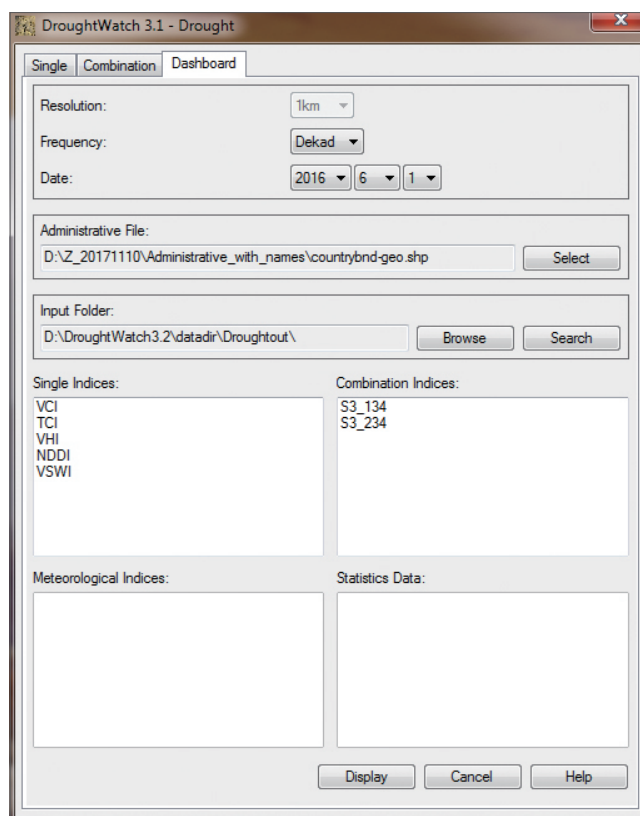 DroughtWatch 3.1 - Drought
Single Combination Dashboard
Resolution: 1km
Frequency: Dekad
Date: 2016 6 1
Administrative File:
D:\Z_20171110\Administrative_with_names\countrybnd-geo.shp Select
Input Folder:
D:\DroughtWatch3.2\datadir\Droughtout\ Browse Search
Single Indices:
VCI
TCI
VHI
NDDI
VSWI
Combination Indices:
S3_134
S3_234
Meteorological Indices:
Statistics Data:
Display Cancel Help